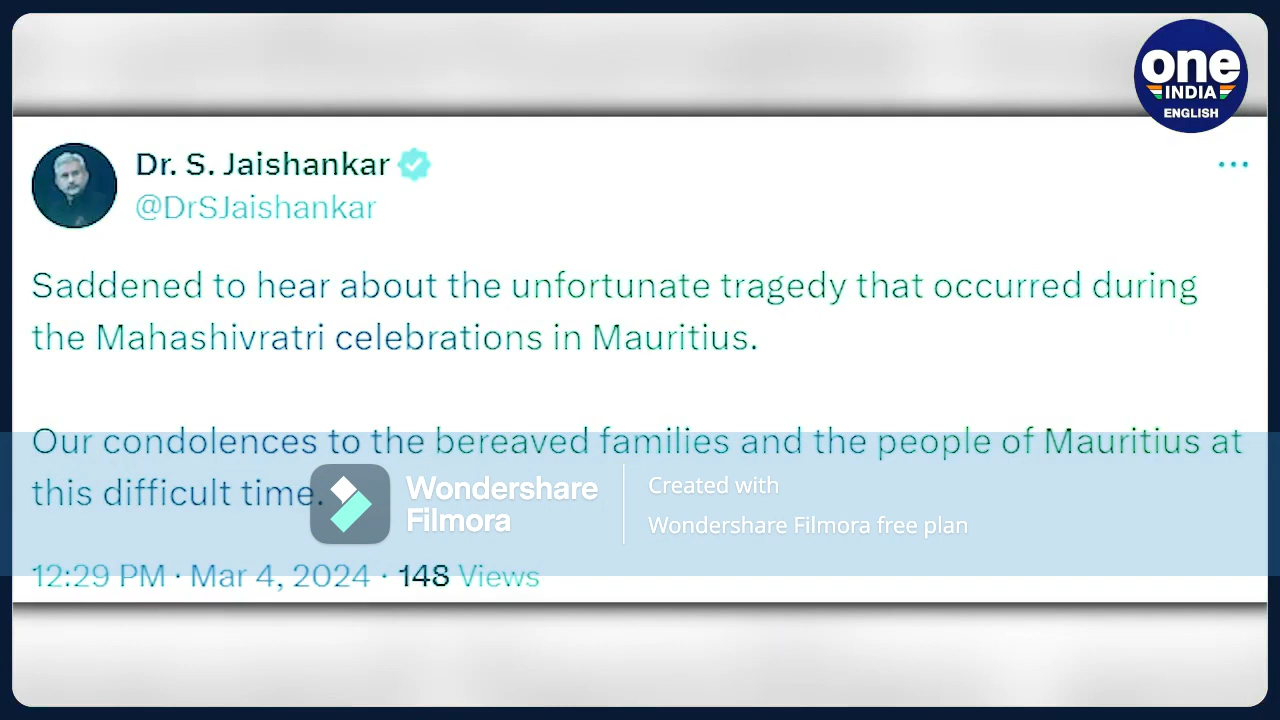 one
INDIA
ENGLISH
Dr. S. Jaishankar
@DrSJaishankar
Saddened to hear about the unfortunate tragedy that occurred during
the Mahashivratri celebrations in Mauritius.
Our condolences to the bereaved families and the people of Mauritius at
this difficult time.
Wondershare
Filmora
Created with
Wondershare Filmora free plan
12:29 PM · Mar 4, 2024 · 148 Views